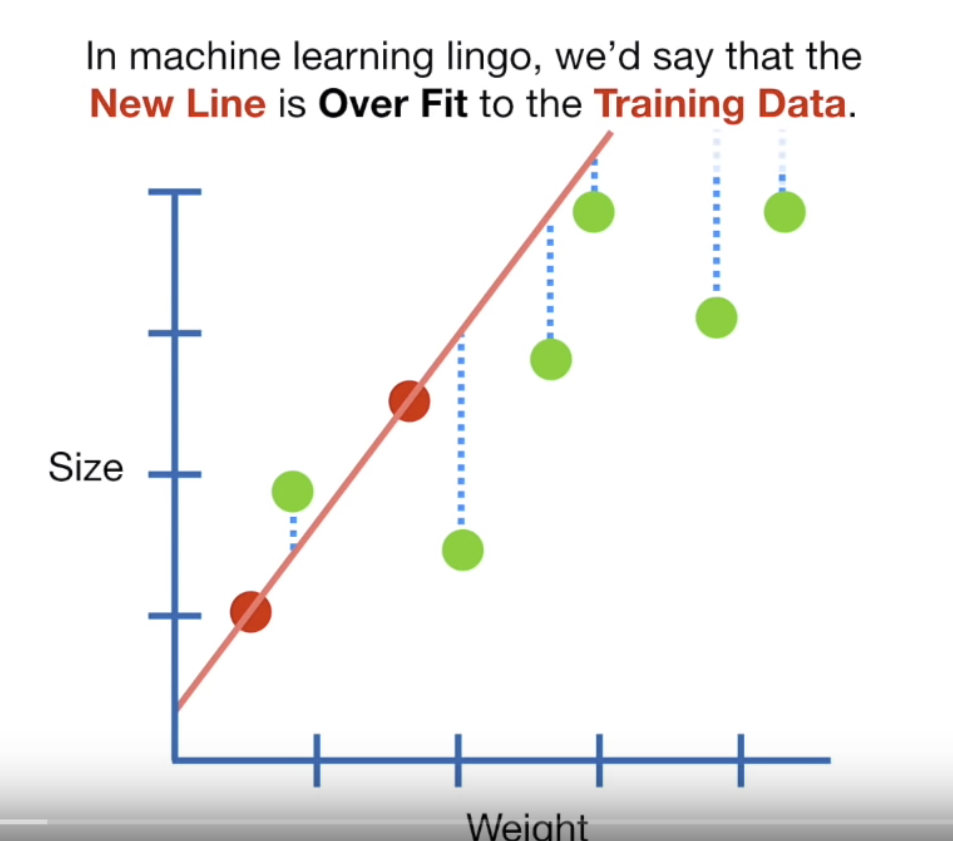 In machine learning lingo, we’d say that the
New Line is Over Fit to the Training Data.
Size
Weight